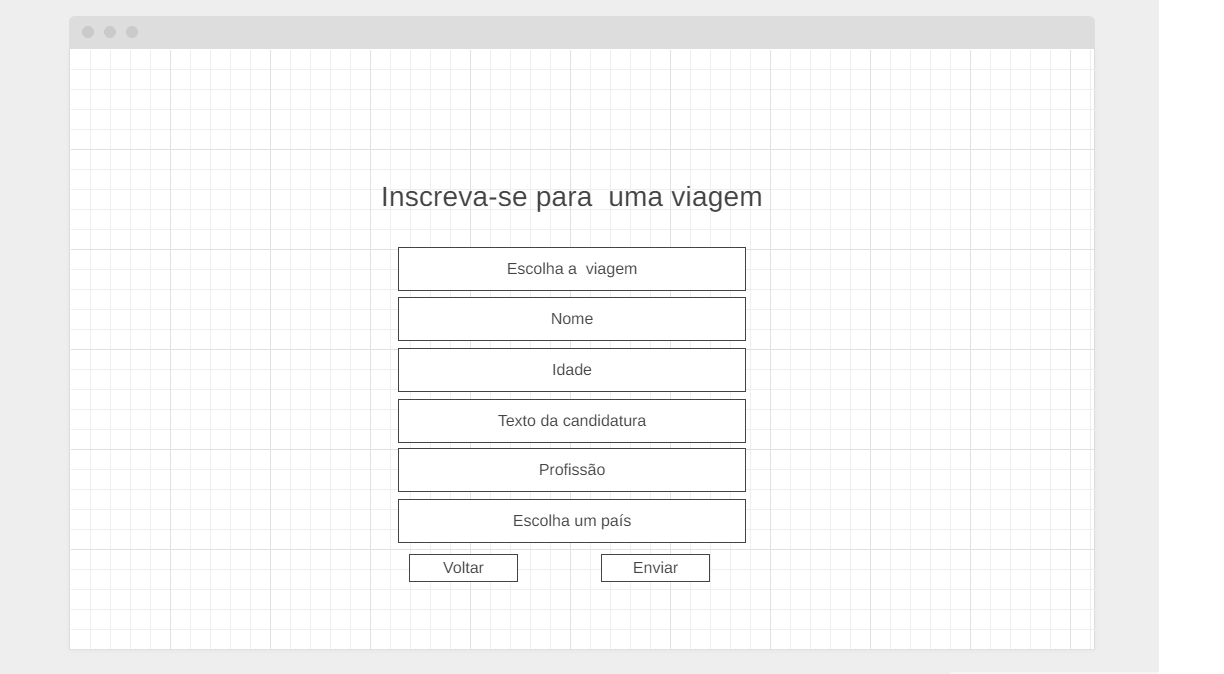 Inscreva-se para  uma viagem
Escolha a  viagem
Nome
Idade
Texto da candidatura
Profissão
Escolha um país
Voltar
Enviar